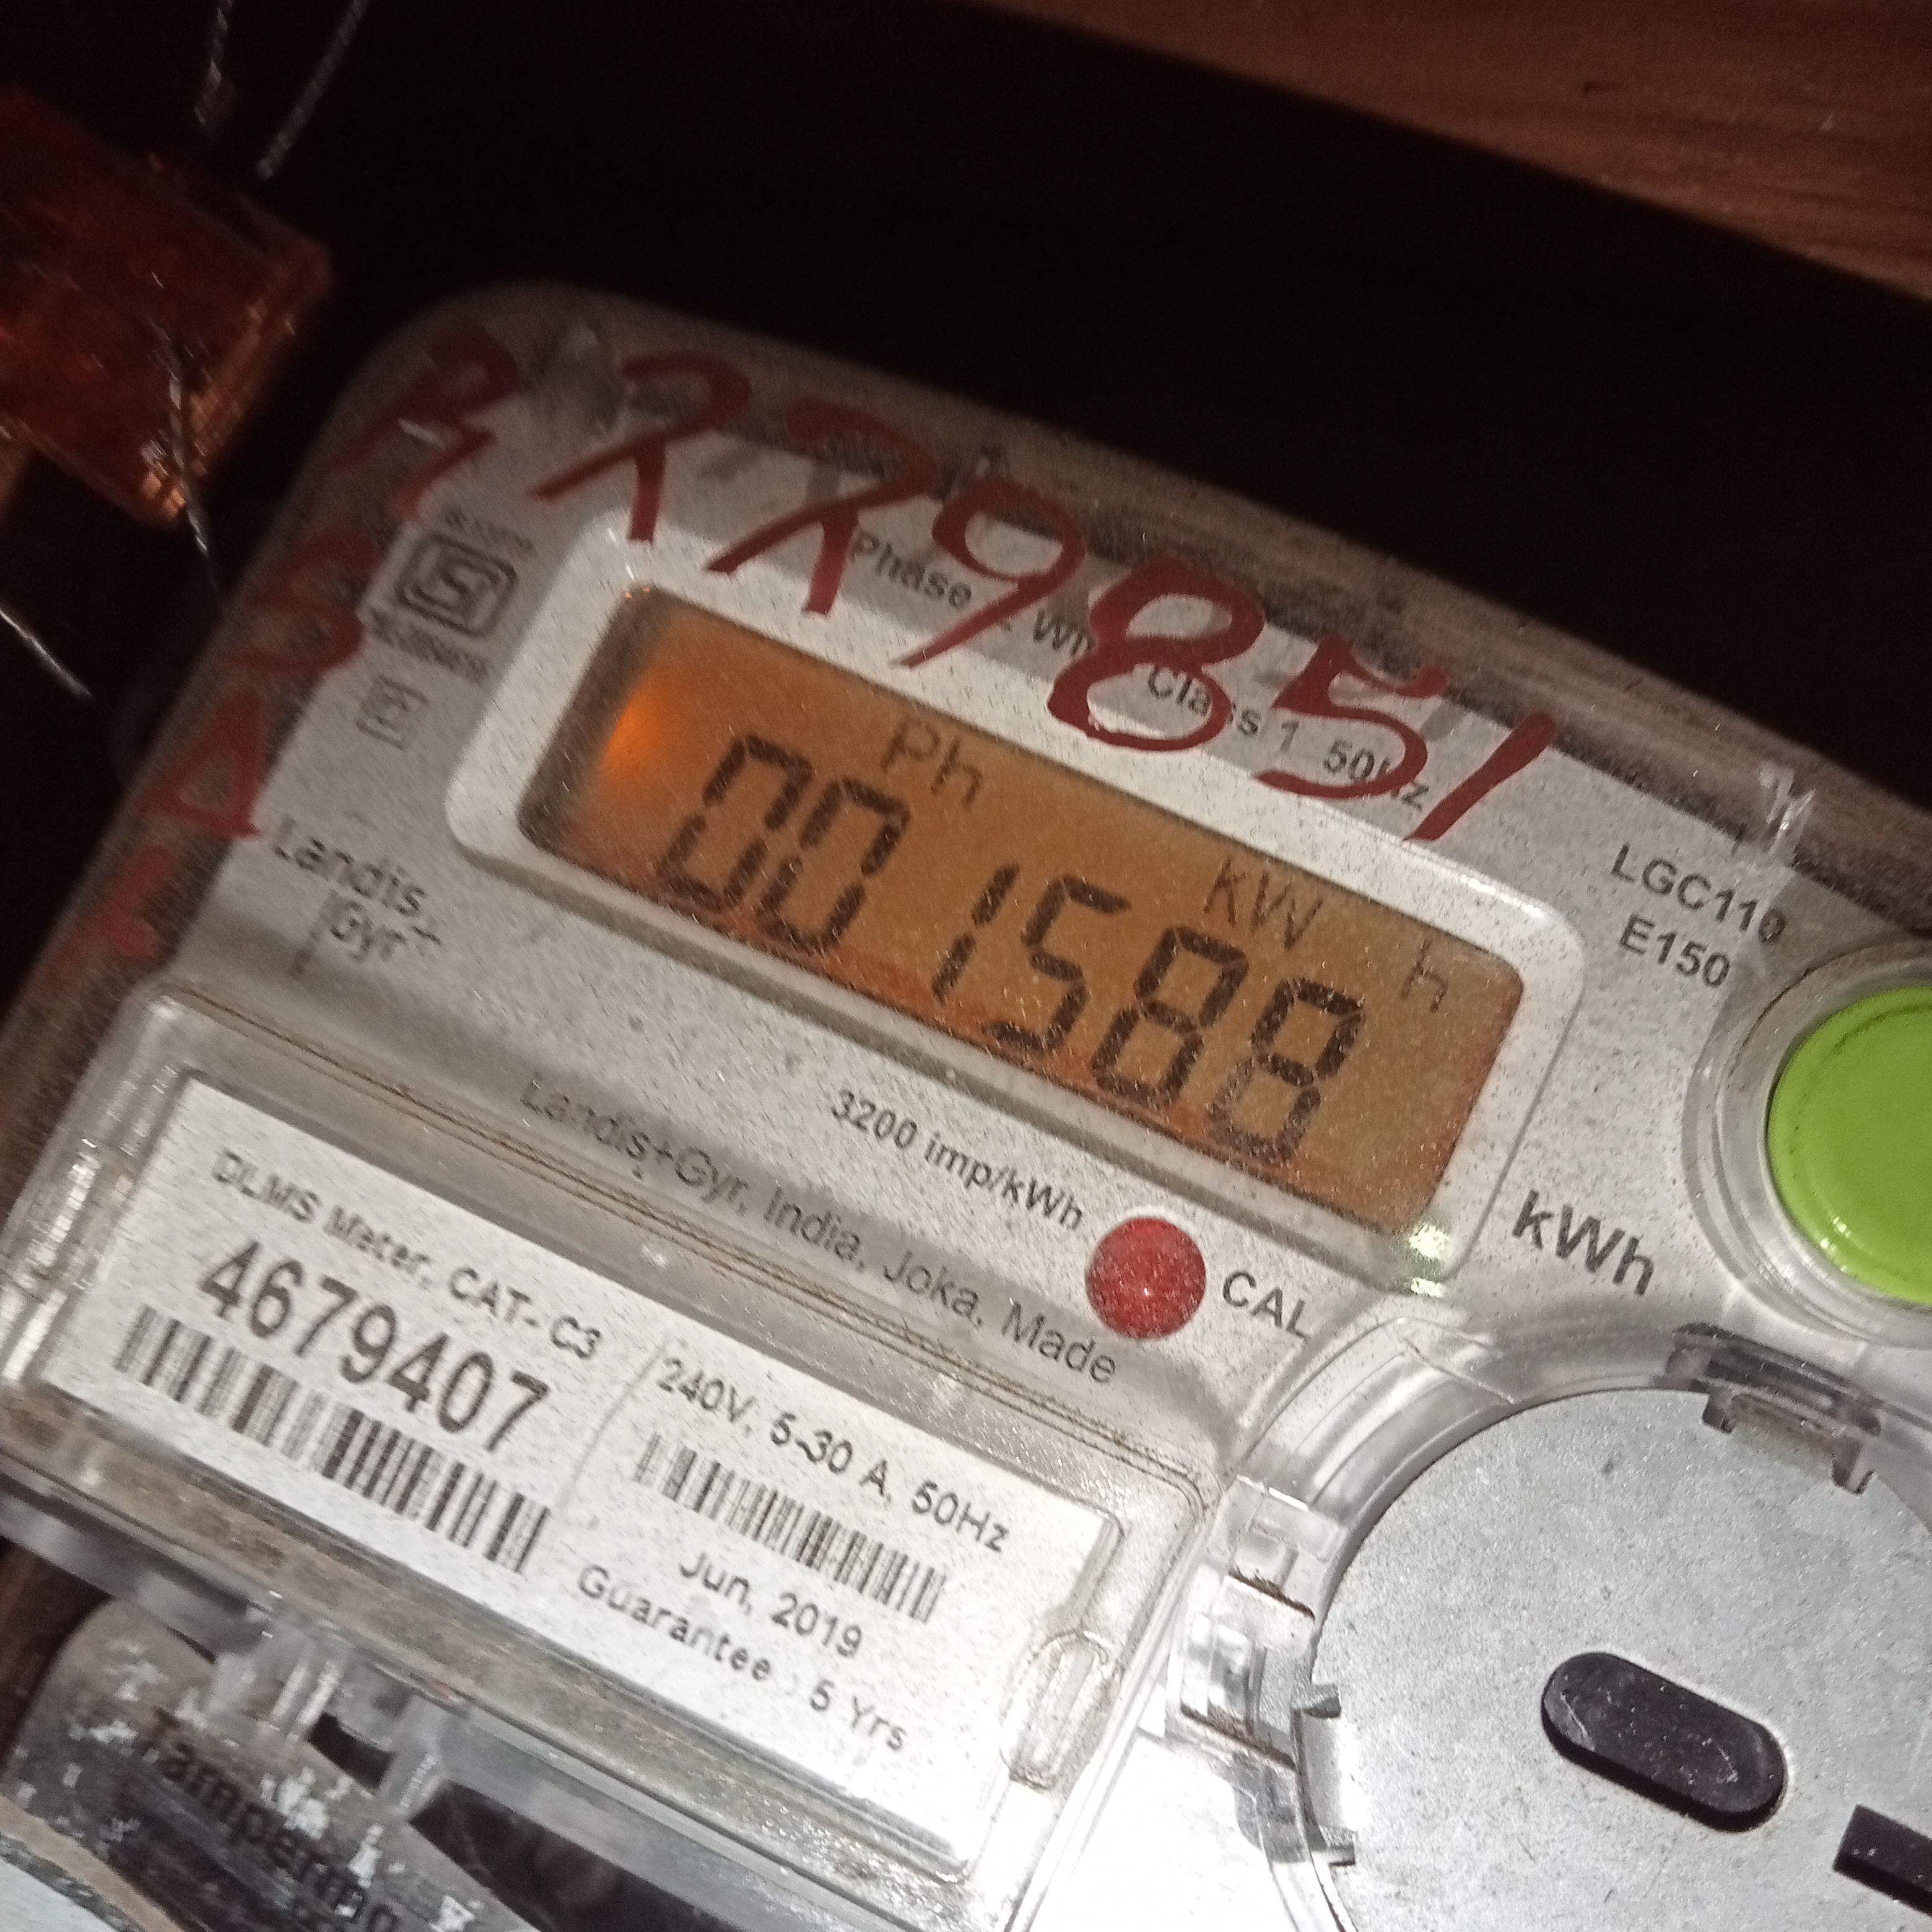 779851
Phase
Class 1 50Hz
LGC110
E150
Ph
kW h
001588
Landis
Gyr
3200 imp/kWh
Landis+Gyr, India, Joka, Made
kWh
CAL
DLMS Meter, CAT- C3
4679407
240V, 5-30 A, 50Hz
Jun, 2019
Guarantee : 5 Yrs